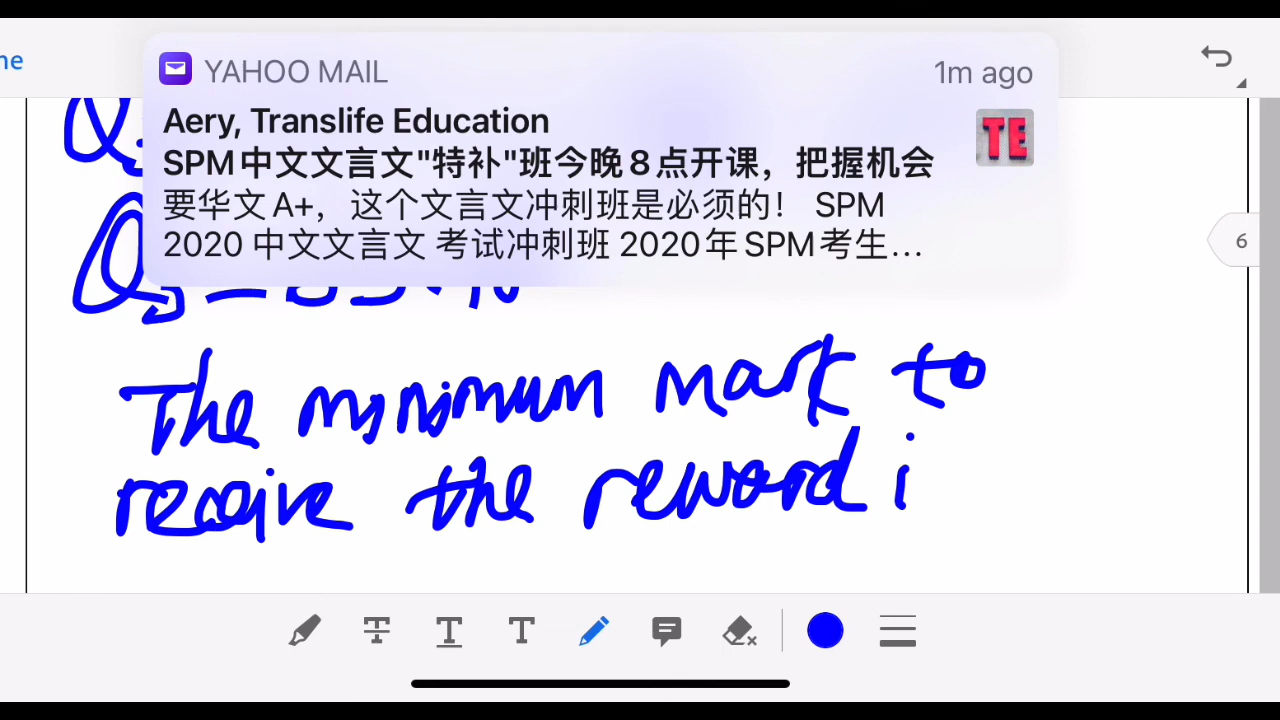 ne
YAHOO MAIL
1m ago
Aery, Translife Education
TE
SPM中文文言文"特补"班今晚8点开课，把握机会
要华文A+，这个文言文冲刺班是必须的！ SPM
2020 中文文言文 考试冲刺班 2020年SPM考生...
6
The minimum mark to
receive the reward i
T
T
T